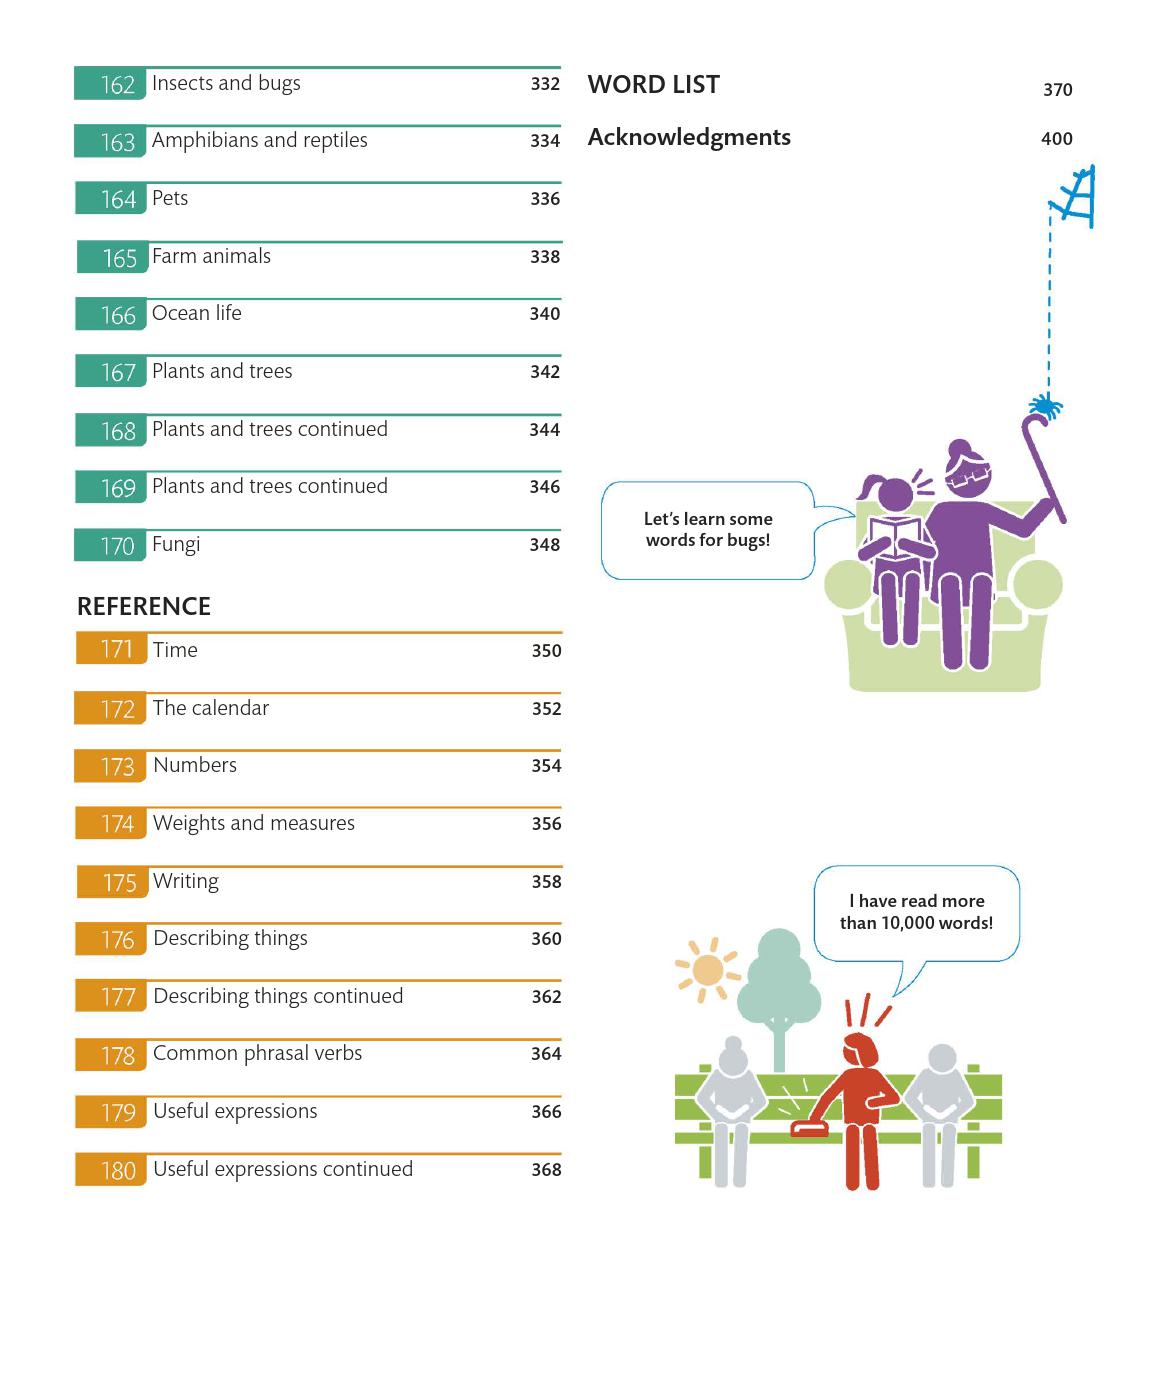 162 Insects and bugs 332
163 Amphibians and reptiles 334
164 Pets 336
165 Farm animals 338
166 Ocean life 340
167 Plants and trees 342
168 Plants and trees continued 344
169 Plants and trees continued 346
170 Fungi 348
REFERENCE
171 Time 350
172 The calendar 352
173 Numbers 354
174 Weights and measures 356
175 Writing 358
176 Describing things 360
177 Describing things continued 362
178 Common phrasal verbs 364
179 Useful expressions 366
180 Useful expressions continued 368
WORD LIST 370
Acknowledgments 400
Let's learn some
words for bugs!
I have read more
than 10,000 words!